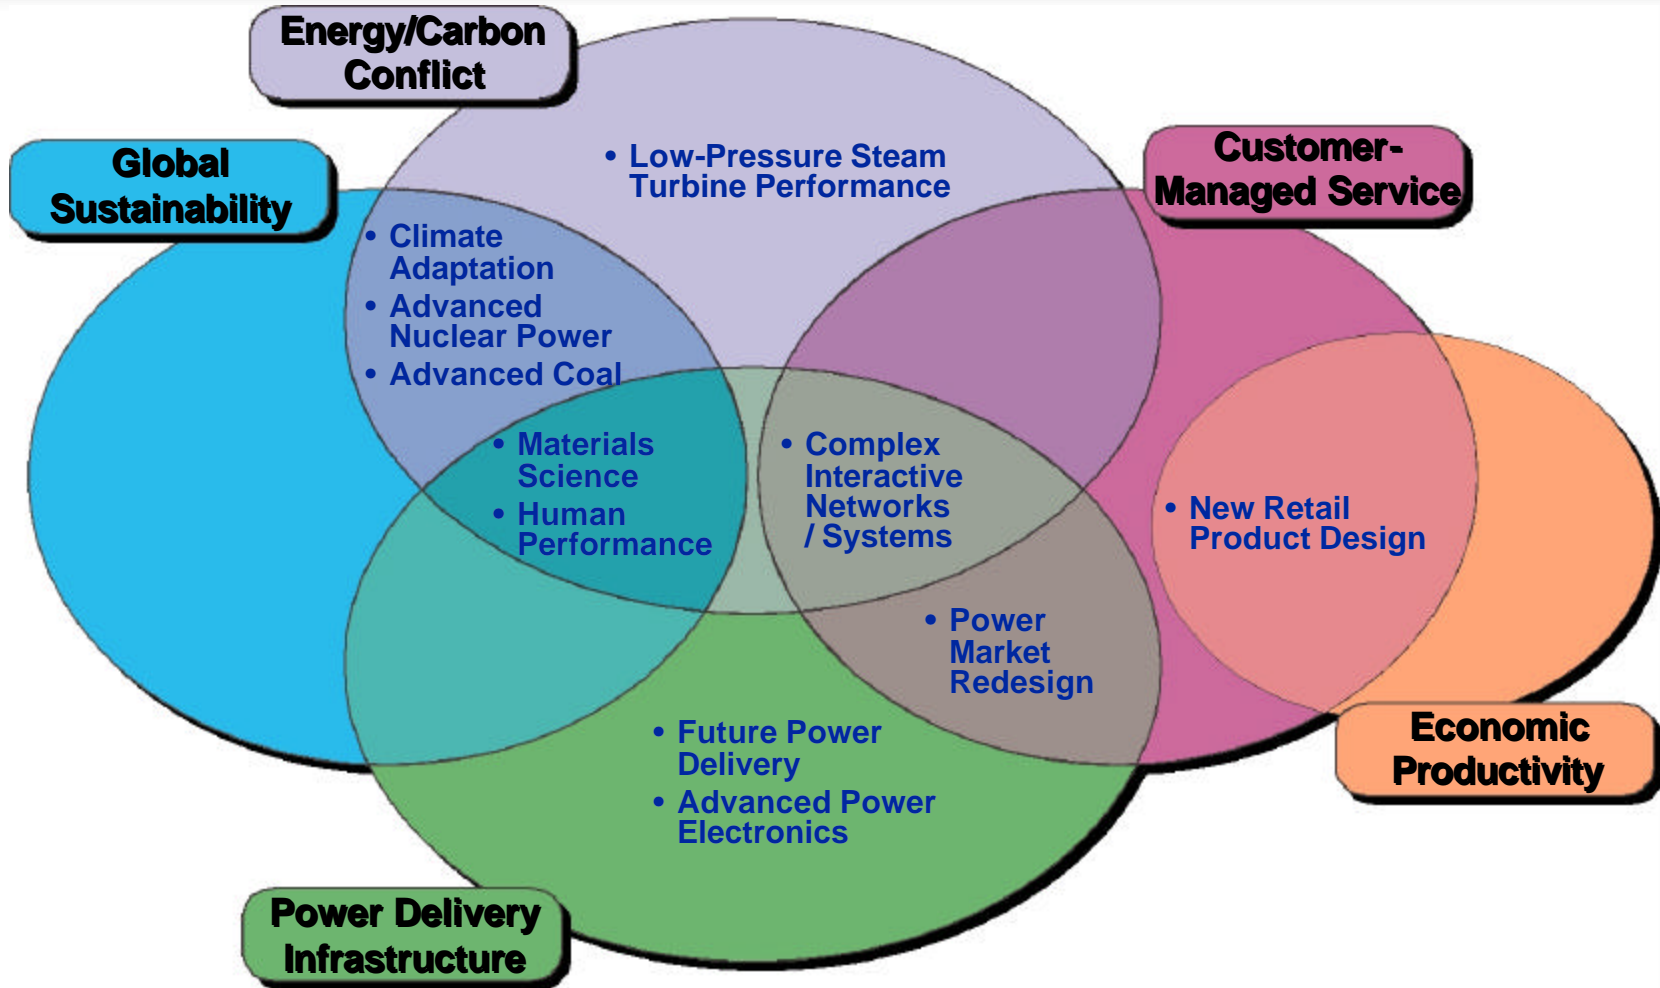 Energy/Carbon
Conflict
Global
Sustainability
Customer-
Managed Service
• Low-Pressure Steam
Turbine Performance
• Climate
Adaptation
• Advanced
Nuclear Power
• Advanced Coal
• Materials
Science
• Human
Performance
• Complex
Interactive
Networks
/ Systems
• New Retail
Product Design
• Power
Market
Redesign
• Future Power
Delivery
• Advanced Power
Electronics
Economic
Productivity
Power Delivery
Infrastructure